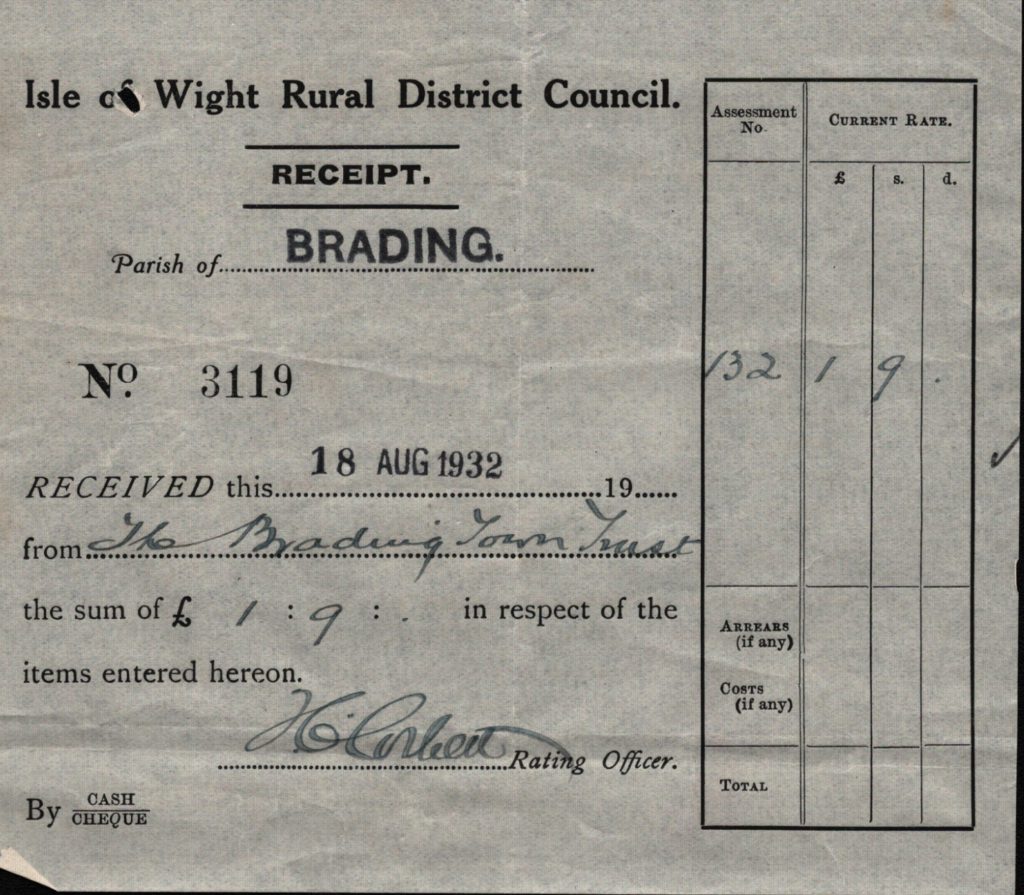 Isle of Wight Rural District Council.
RECEIPT.
Parish of BRADING.
No. 3119
RECEIVED this 18 AUG 1932 19
from The Brading Town Trust
the sum of £ 1 : 9 : . in respect of the
items entered hereon.
H. Corbett Rating Officer.
By CASH
CHEQUE
Assessment No. CURRENT RATE.
£ s. d.
132 1 9 .
ARREARS
(if any)
COSTS
(if any)
TOTAL